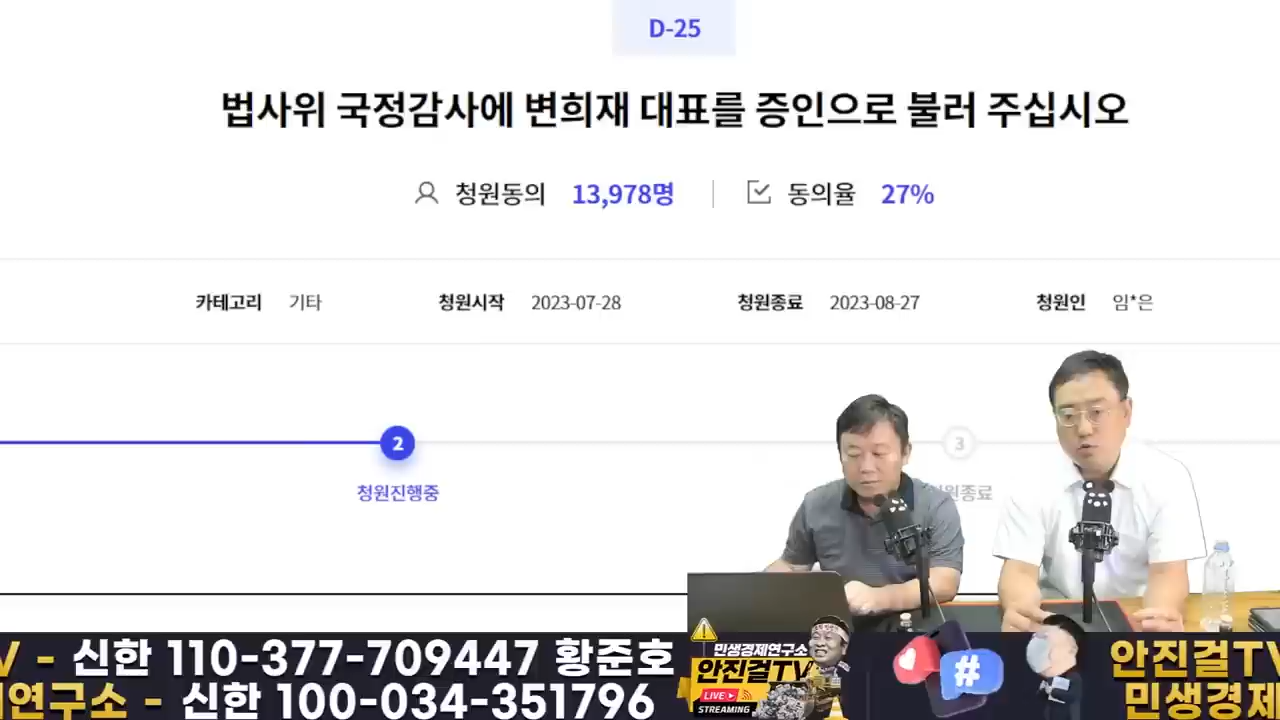 D-25
법사위 국정감사에 변희재 대표를 증인으로 불러 주십시오
청원동의 13,978명 동의율 27%
카테고리 기타 청원시작 2023-07-28 청원종료 2023-08-27 청원인 임*은
2 3
청원진행중 원종료
민생경제연구소
안진걸TV
LIVE
STREAMING
#
V - 신한 110-377-709447 황준호 안진걸TV
연구소 - 신한 100-034-351796 민생경제